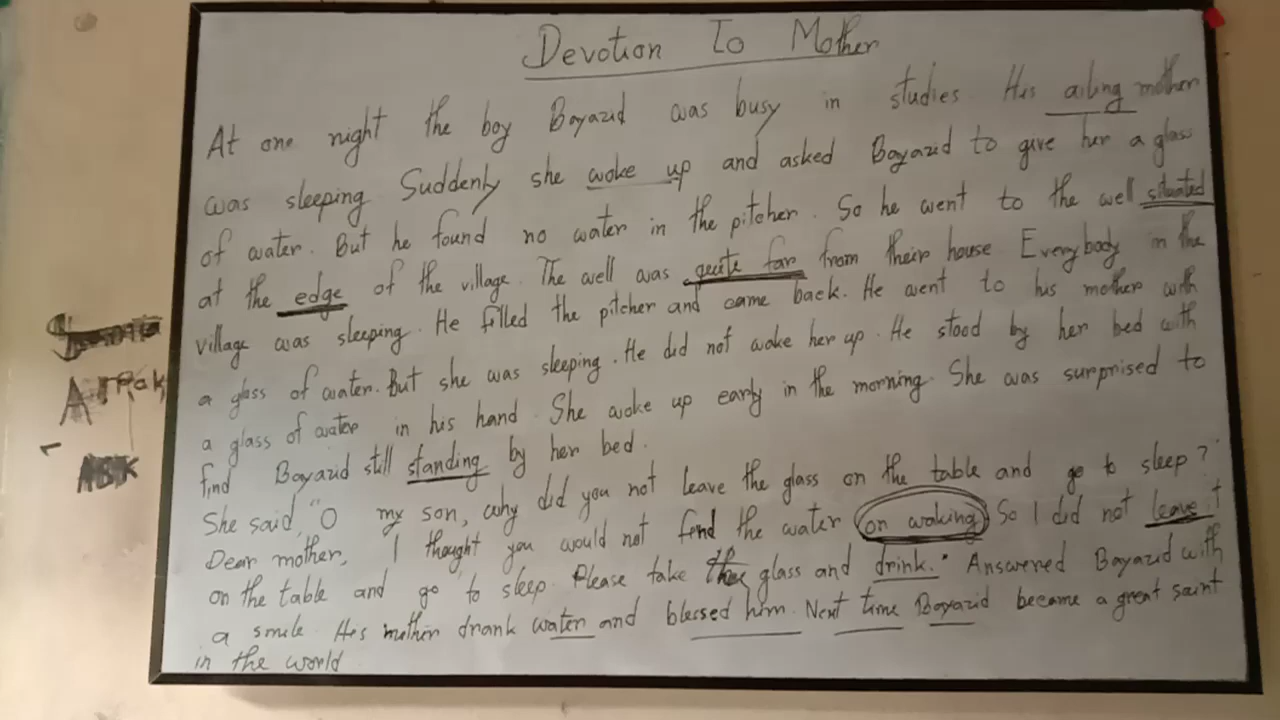 Devotion To Mother
At one night the boy Bayazid was busy in studies. His ailing mother
was sleeping. Suddenly she woke up and asked Bayazid to give her a glass
of water. But he found no water in the pitcher. So he went to the well situated
at the edge of the village. The well was quite far from their house. Everybody in the
village was sleeping. He filled the pitcher and came back. He went to his mother with
a glass of water. But she was sleeping. He did not wake her up. He stood by her bed with
a glass of water in his hand. She woke up early in the morning. She was surprised to
find Bayazid still standing by her bed.
She said, "O my son, why did you not leave the glass on the table and go to sleep?"
Dear mother, I thought you would not find the water on waking So I did not leave it
on the table and go to sleep. Please take the glass and drink." Answered Bayazid with
a smile. His mother drank water and blessed him. Next time Bayazid became a great saint
in the world
ABK